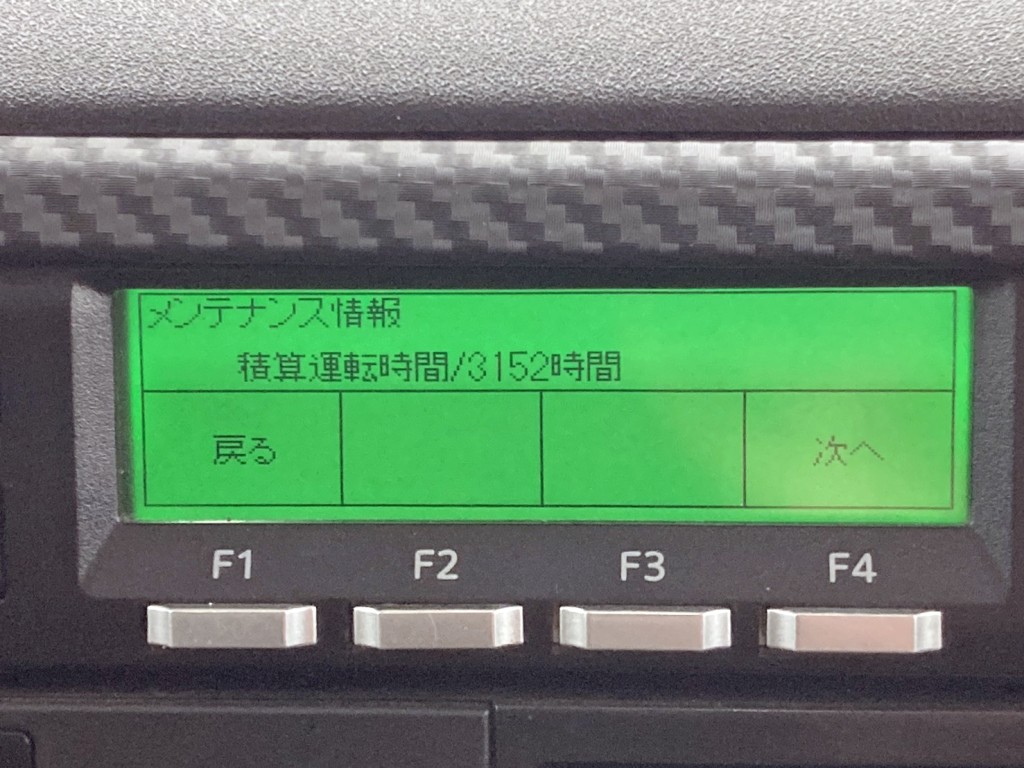 メンテナンス情報
積算運転時間/3152時間
戻る 次へ
F1 F2 F3 F4